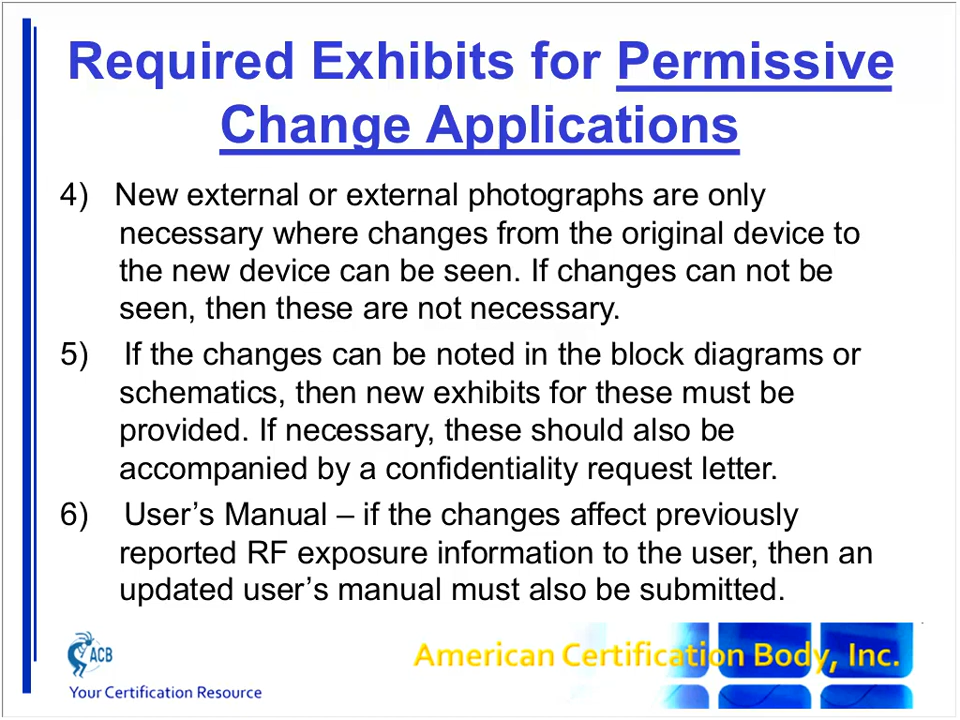 Required Exhibits for Permissive
Change Applications
4) New external or external photographs are only
necessary where changes from the original device to
the new device can be seen. If changes can not be
seen, then these are not necessary.
5) If the changes can be noted in the block diagrams or
schematics, then new exhibits for these must be
provided. If necessary, these should also be
accompanied by a confidentiality request letter.
6) User’s Manual – if the changes affect previously
reported RF exposure information to the user, then an
updated user’s manual must also be submitted.
ACB
American Certification Body, Inc.
Your Certification Resource